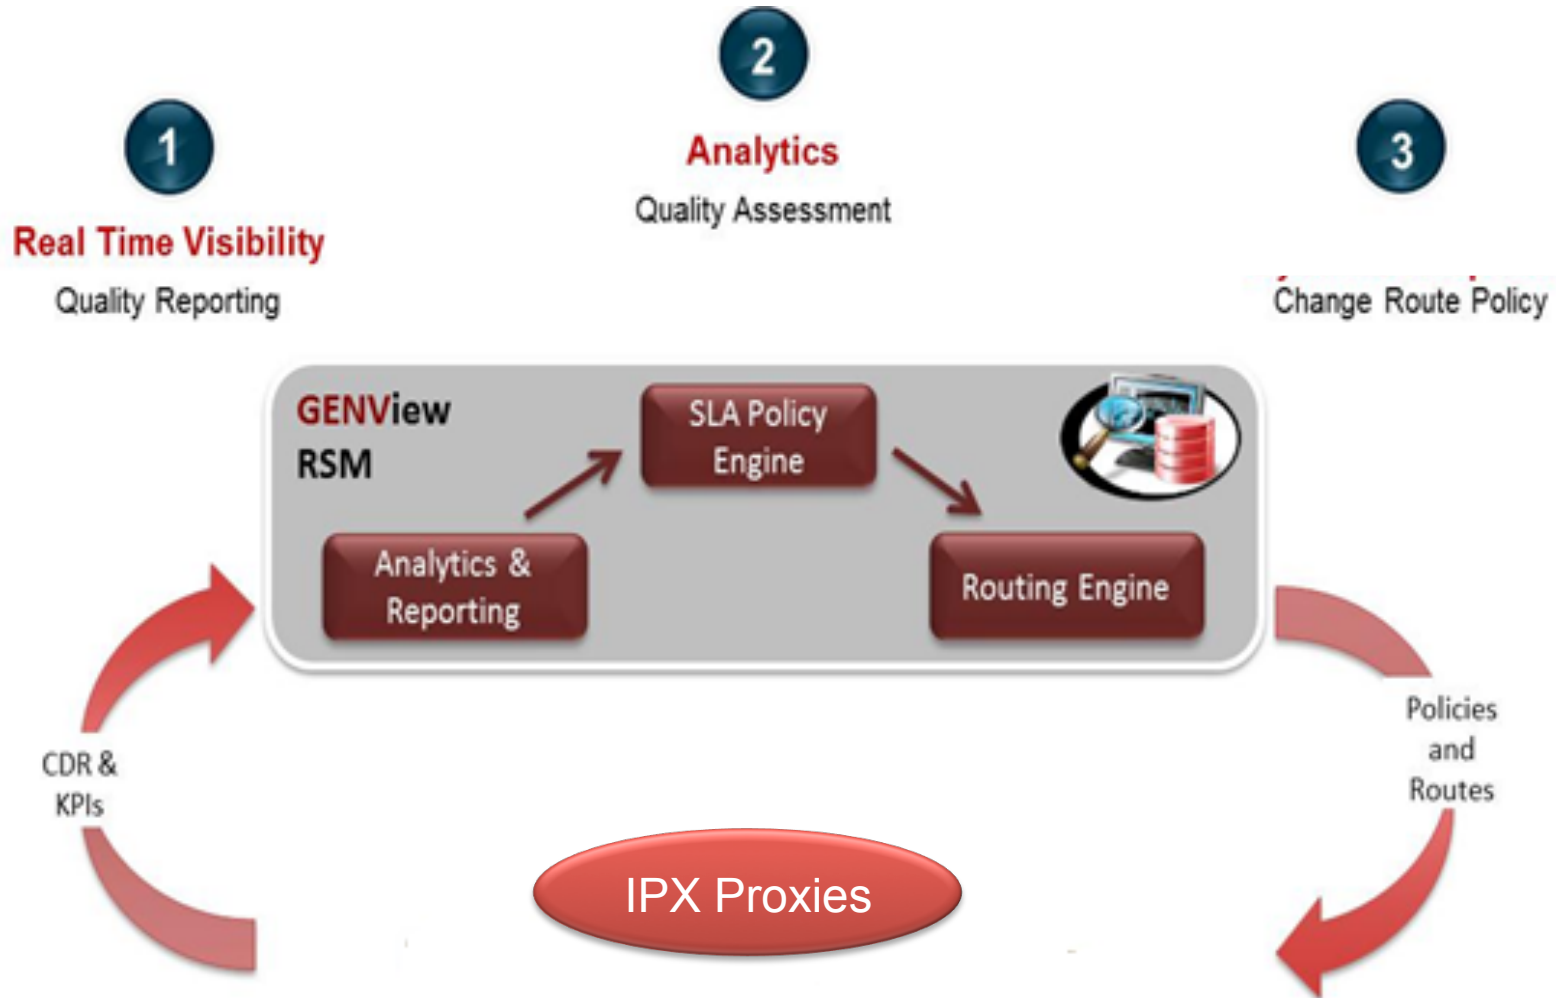 1
Real Time Visibility
Quality Reporting
2
Analytics
Quality Assessment
3
Change Route Policy
GENView
RSM
Analytics &
Reporting
SLA Policy
Engine
Routing Engine
CDR &
KPIs
Policies
and
Routes
IPX Proxies